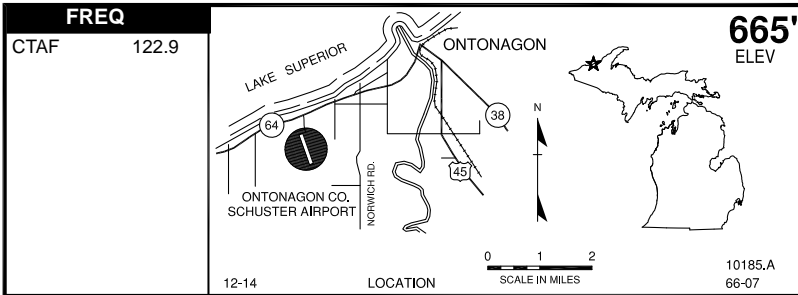 FREQ
CTAF 122.9
LAKE SUPERIOR
ONTONAGON
64
38
45
NORWICH RD.
ONTONAGON CO.
SCHUSTER AIRPORT
N
665'
ELEV
0 1 2
SCALE IN MILES
12-14
LOCATION
10185.A
66-07